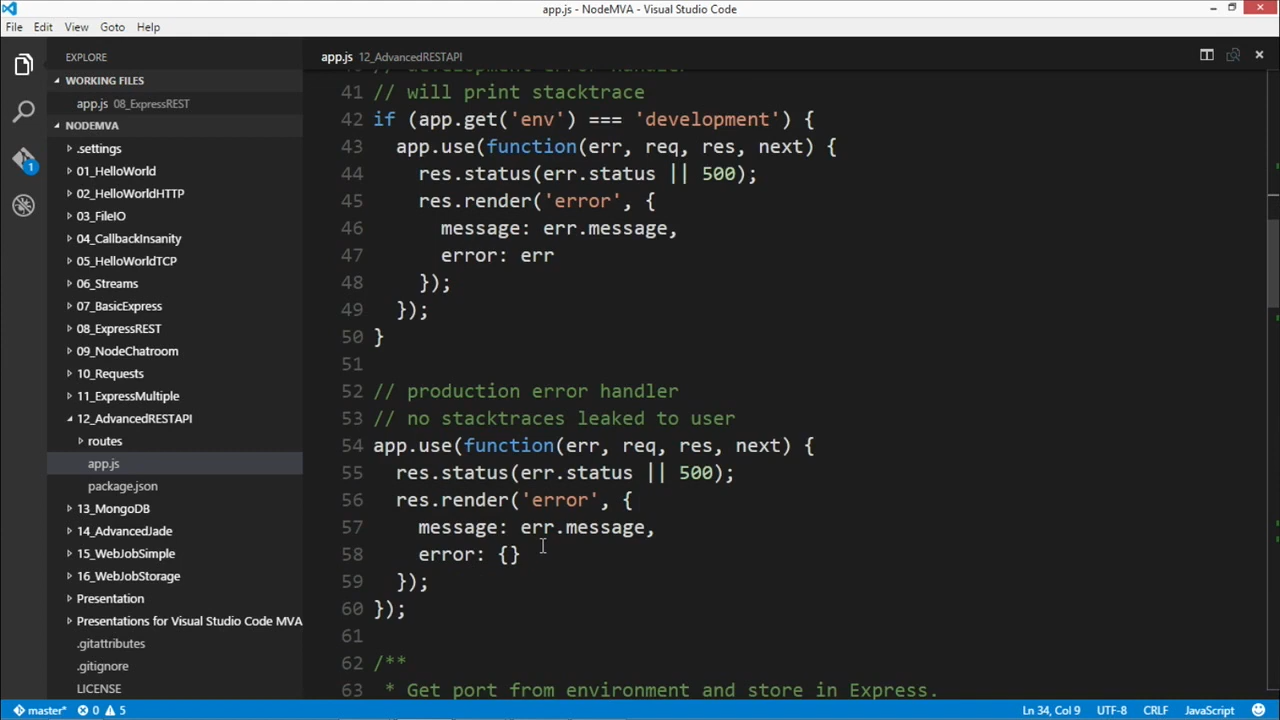 app.js - NodeMVA - Visual Studio Code
File Edit View Goto Help
EXPLORE
WORKING FILES
app.js 08_ExpressREST
NODEMVA
.settings
01_HelloWorld
02_HelloWorldHTTP
03_FileIO
04_CallbackInsanity
05_HelloWorldTCP
06_Streams
07_BasicExpress
08_ExpressREST
09_NodeChatroom
10_Requests
11_ExpressMultiple
12_AdvancedRESTAPI
routes
app.js
package.json
13_MongoDB
14_AdvancedJade
15_WebJobSimple
16_WebJobStorage
Presentation
Presentations for Visual Studio Code MVA
.gitattributes
.gitignore
LICENSE
1
app.js 12_AdvancedRESTAPI
40 // development error handler
41 // will print stacktrace
42 if (app.get('env') === 'development') {
43 app.use(function(err, req, res, next) {
44 res.status(err.status || 500);
45 res.render('error', {
46 message: err.message,
47 error: err
48 });
49 });
50 }
51
52 // production error handler
53 // no stacktraces leaked to user
54 app.use(function(err, req, res, next) {
55 res.status(err.status || 500);
56 res.render('error', {
57 message: err.message,
58 error: {}
59 });
60 });
61
62 /**
63 * Get port from environment and store in Express.
master* 0 5 Ln 34, Col 9 UTF-8 CRLF JavaScript